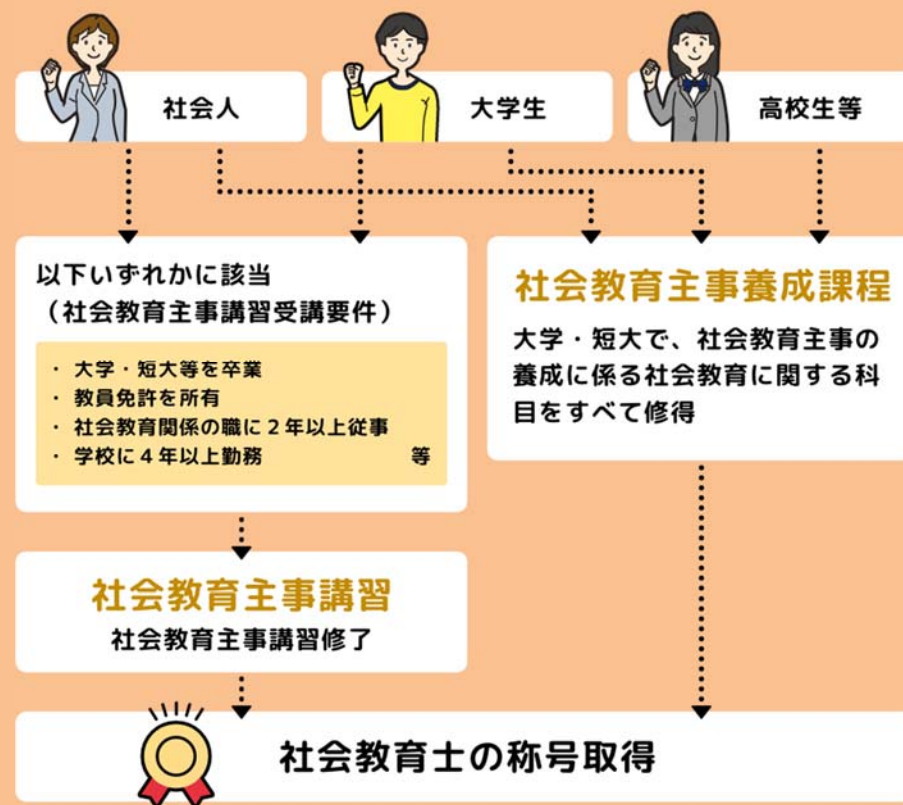 社会人
大学生
高校生等
以下いずれかに該当
（社会教育主事講習受講要件）
・ 大学・短大等を卒業
・ 教員免許を所有
・ 社会教育関係の職に２年以上従事
・ 学校に４年以上勤務 等
社会教育主事養成課程
大学・短大で、社会教育主事の
養成に係る社会教育に関する科
目をすべて修得
社会教育主事講習
社会教育主事講習修了
社会教育士の称号取得